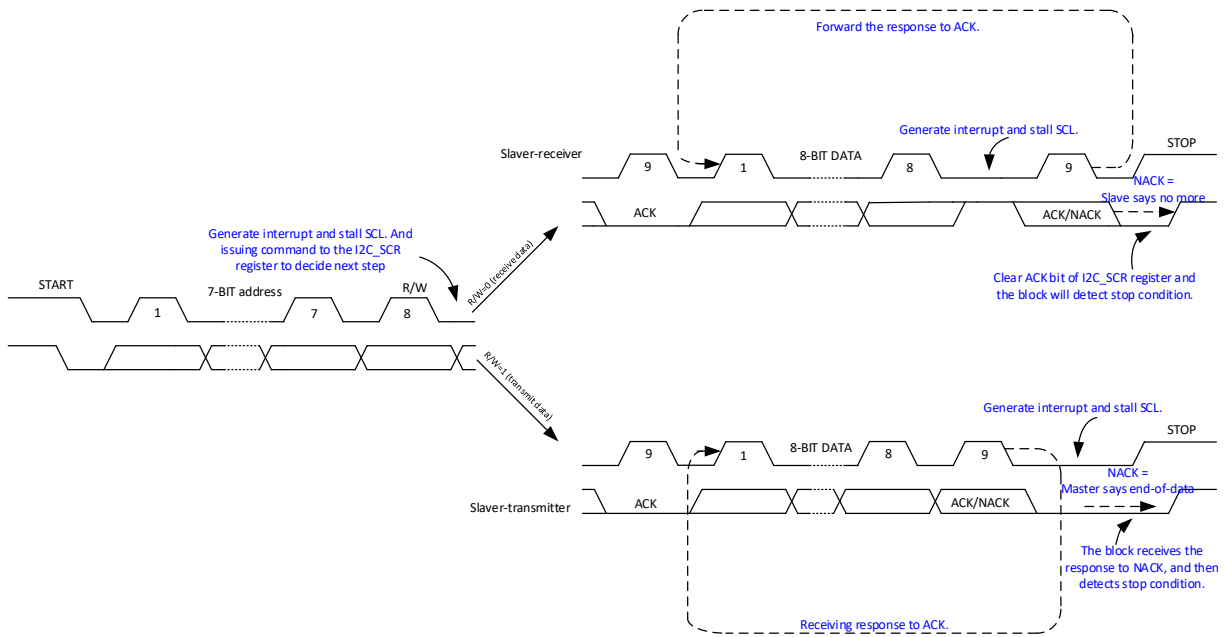 Forward the response to ACK.
Generate interrupt and stall SCL.
Slaver-receiver
8-BIT DATA
STOP
9
1
8
9
NACK =
Slave says no more
ACK
ACK/NACK
Generate interrupt and stall SCL. And
issuing command to the I2C_SCR
register to decide next step
R/W=0 (receive data)
Clear ACK bit of I2C_SCR register and
the block will detect stop condition.
START
7-BIT address
R/W
1
7
8
R/W=1 (transmit data)
Generate interrupt and stall SCL.
STOP
8-BIT DATA
9
1
8
9
NACK =
Master says end-of-data
Slaver-transmitter
ACK
ACK/NACK
The block receives the
response to NACK, and then
detects stop condition.
Receiving response to ACK.